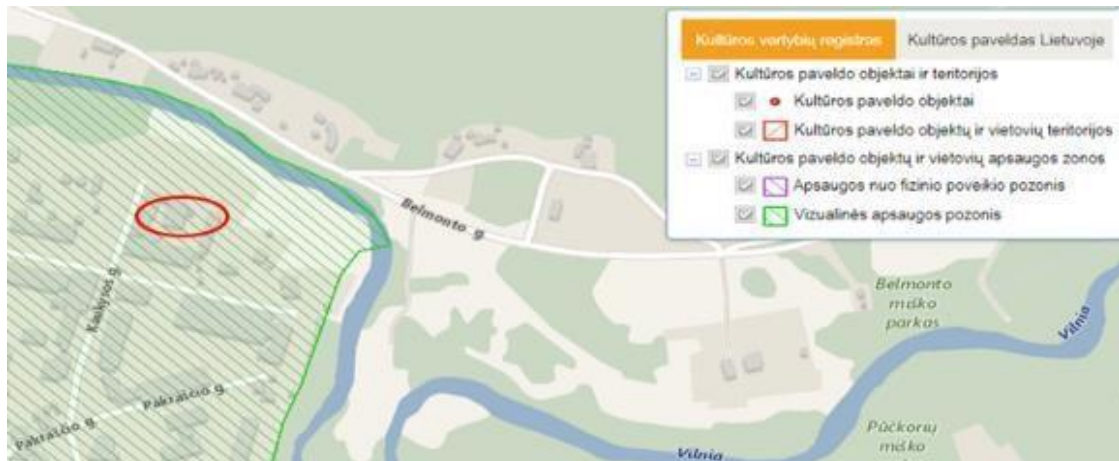 Kultūros vertybių registras
Kultūros paveldas Lietuvoje
Kultūros paveldo objektai ir teritorijos
Kultūros paveldo objektai
Kultūros paveldo objektų ir vietovių teritorijos
Kultūros paveldo objektų ir vietovių apsaugos zonos
Apsaugos nuo fizinio poveikio pozonis
Vizualinės apsaugos pozonis
Belmonto g.
Belmonto
miško
parkas
Vilnia
Pakraščio g.
Pakraščio g.
Vilnia
Pūčkorių
miško